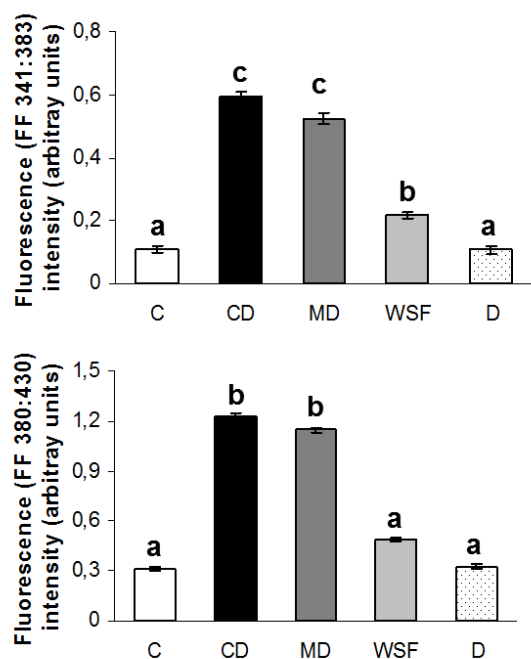 Fluorescence (FF 341:383)
intensity (arbitray units)
0,8
0,6
0,4
0,2
0
a
c
c
b
a
C CD MD WSF D
Fluorescence (FF 380:430)
intensity (arbitray units)
1,5
1,2
0,9
0,6
0,3
0
a
b
b
a
a
C CD MD WSF D